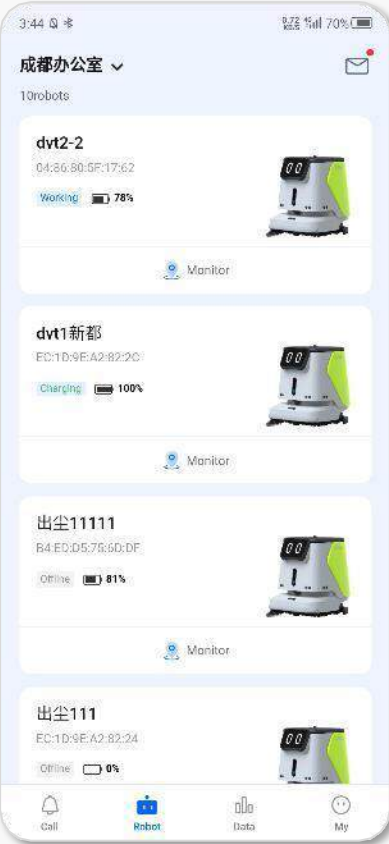 3:44
70%
成都办公室
10robots
dvt2-2
04:86:80:5F:17:62
Working 78%
Monitor
dvt1新都
EC:1D:9E:A2:82:2C
Charging 100%
Monitor
出尘11111
B4:ED:D5:75:6D:DF
Offline 81%
Monitor
出尘111
EC:1D:9E:A2:82:24
Offline 0%
Call Robot Data My